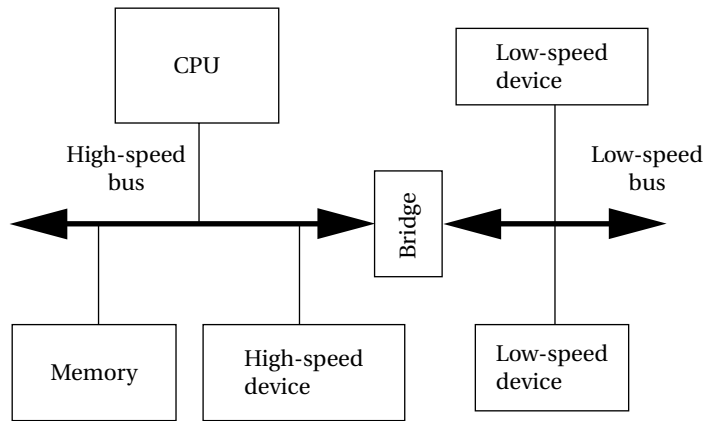 CPU
Low-speed
device
High-speed
bus
Low-speed
bus
Bridge
Memory
High-speed
device
Low-speed
device